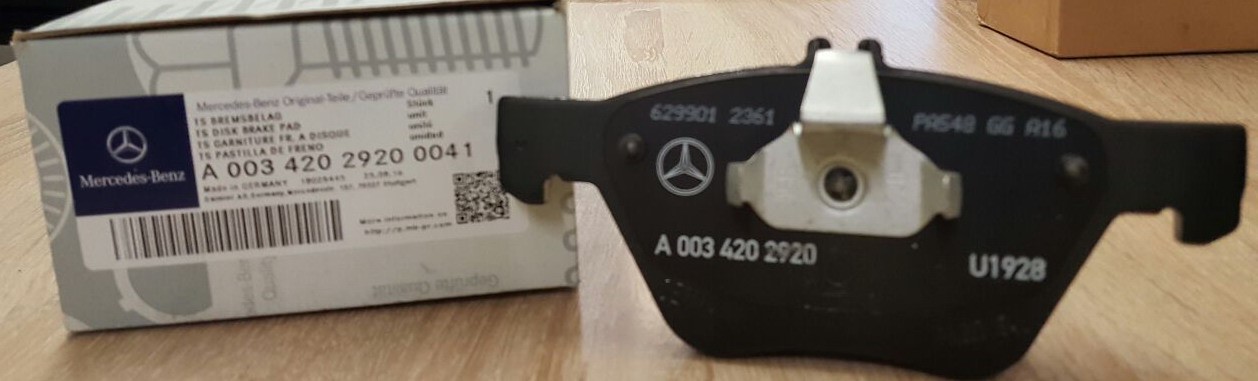 Mercedes-Benz Original-Teile/Geprüfte Qualität
TS BREMSBELAG
TS DISK BRAKE PAD
TS GARNITURE FR. A DISQUE
TS PASTILLA DE FRENO
Stück
unit
unité
unidad
1
A 003 420 2920 0041
Made in GERMANY
Mercedes-Benz
More information on
Geprüfte Qualität
629901 2361
PA548 GG A16
A 003 420 2920
U1928